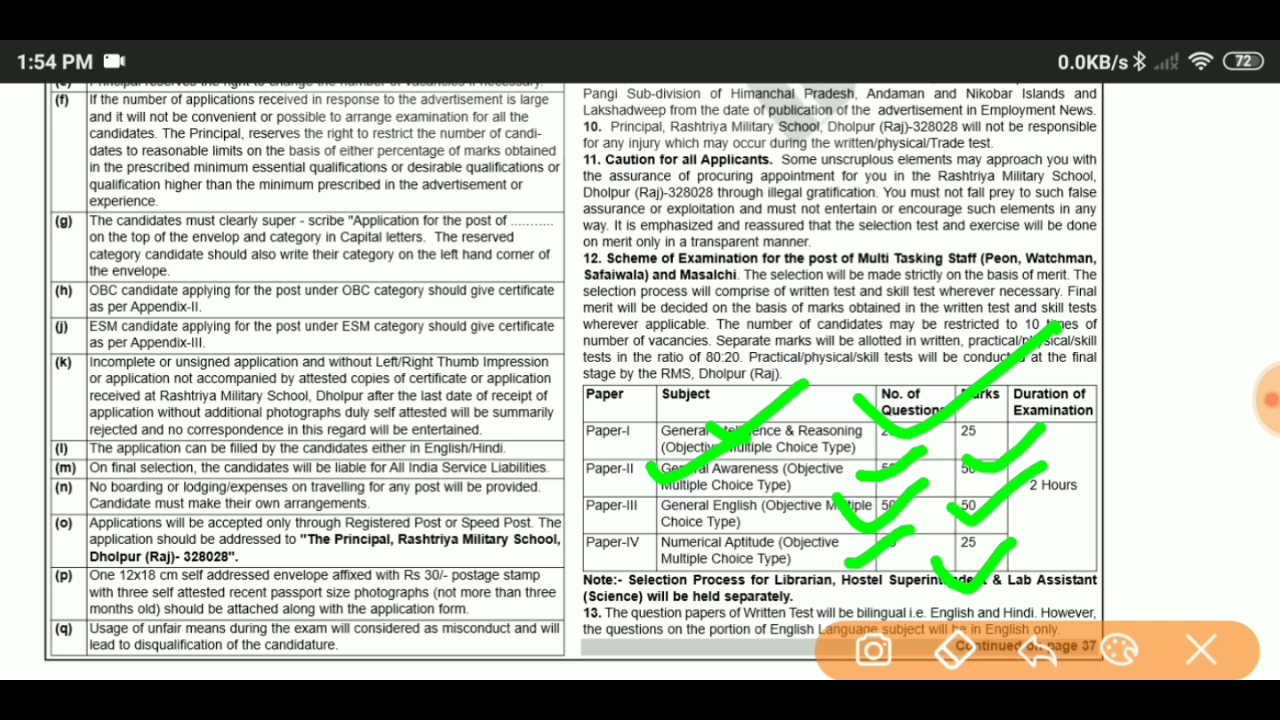 1:54 PM
0.0KB/s
72
(f) If the number of applications received in response to the advertisement is large
and it will not be convenient or possible to arrange examination for all the
candidates. The Principal, reserves the right to restrict the number of candi-
dates to reasonable limits on the basis of either percentage of marks obtained
in the prescribed minimum essential qualifications or desirable qualifications or
qualification higher than the minimum prescribed in the advertisement or
experience.
(g) The candidates must clearly super - scribe "Application for the post of ...........
on the top of the envelop and category in Capital letters. The reserved
category candidate should also write their category on the left hand corner of
the envelope.
(h) OBC candidate applying for the post under OBC category should give certificate
as per Appendix-II.
(j) ESM candidate applying for the post under ESM category should give certificate
as per Appendix-III.
(k) Incomplete or unsigned application and without Left/Right Thumb Impression
or application not accompanied by attested copies of certificate or application
received at Rashtriya Military School, Dholpur after the last date of receipt of
application without additional photographs duly self attested will be summarily
rejected and no correspondence in this regard will be entertained.
(l) The application can be filled by the candidates either in English/Hindi.
(m) On final selection, the candidates will be liable for All India Service Liabilities.
(n) No boarding or lodging/expenses on travelling for any post will be provided.
Candidate must make their own arrangements.
(o) Applications will be accepted only through Registered Post or Speed Post. The
application should be addressed to "The Principal, Rashtriya Military School,
Dholpur (Raj)- 328028".
(p) One 12x18 cm self addressed envelope affixed with Rs 30/- postage stamp
with three self attested recent passport size photographs (not more than three
months old) should be attached along with the application form.
(q) Usage of unfair means during the exam will considered as misconduct and will
lead to disqualification of the candidature.
Pangi Sub-division of Himanchal Pradesh, Andaman and Nikobar Islands and
Lakshadweep from the date of publication of the advertisement in Employment News.
10. Principal, Rashtriya Military School, Dholpur (Raj)-328028 will not be responsible
for any injury which may occur during the written/physical/Trade test.
11. Caution for all Applicants. Some unscrupulous elements may approach you with
the assurance of procuring appointment for you in the Rashtriya Military School,
Dholpur (Raj)-328028 through illegal gratification. You must not fall prey to such false
assurance or exploitation and must not entertain or encourage such elements in any
way. It is emphasized and reassured that the selection test and exercise will be done
on merit only in a transparent manner.
12. Scheme of Examination for the post of Multi Tasking Staff (Peon, Watchman,
Safaiwala) and Masalchi. The selection will be made strictly on the basis of merit. The
selection process will comprise of written test and skill test wherever necessary. Final
merit will be decided on the basis of marks obtained in the written test and skill tests
wherever applicable. The number of candidates may be restricted to 10 times of
number of vacancies. Separate marks will be allotted in written, practical/physical/skill
tests in the ratio of 80:20. Practical/physical/skill tests will be conducted at the final
stage by the RMS, Dholpur (Raj).
Paper Subject No. of Questions Marks Duration of Examination
Paper-I General Intelligence & Reasoning 25
(Objective Multiple Choice Type)
Paper-II General Awareness (Objective 50 50
Multiple Choice Type) 2 Hours
Paper-III General English (Objective Multiple 50 50
Choice Type)
Paper-IV Numerical Aptitude (Objective 25
Multiple Choice Type)
Note:- Selection Process for Librarian, Hostel Superintendent & Lab Assistant
(Science) will be held separately.
13. The question papers of Written Test will be bilingual i.e. English and Hindi. However,
the questions on the portion of English Language subject will be in English only.
Continued on page 37